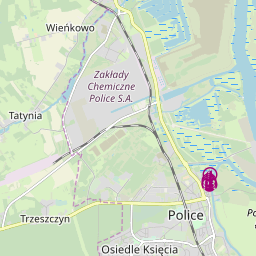 Wieńkowo
Zakłady
Chemiczne
Police S.A.
Tatynia
Trzeszczyn
Police
Osiedle Księcia